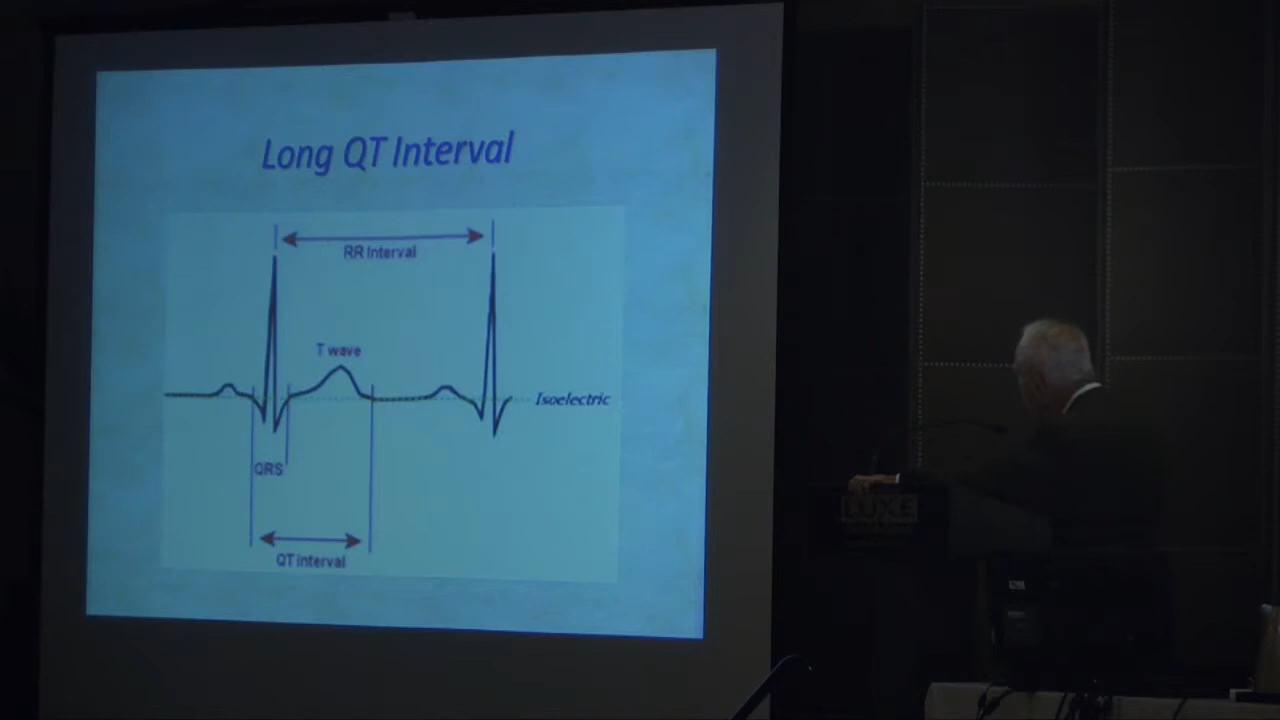 Long QT Interval
RR Interval
T wave
Isoelectric
QRS
QT interval
LUXE